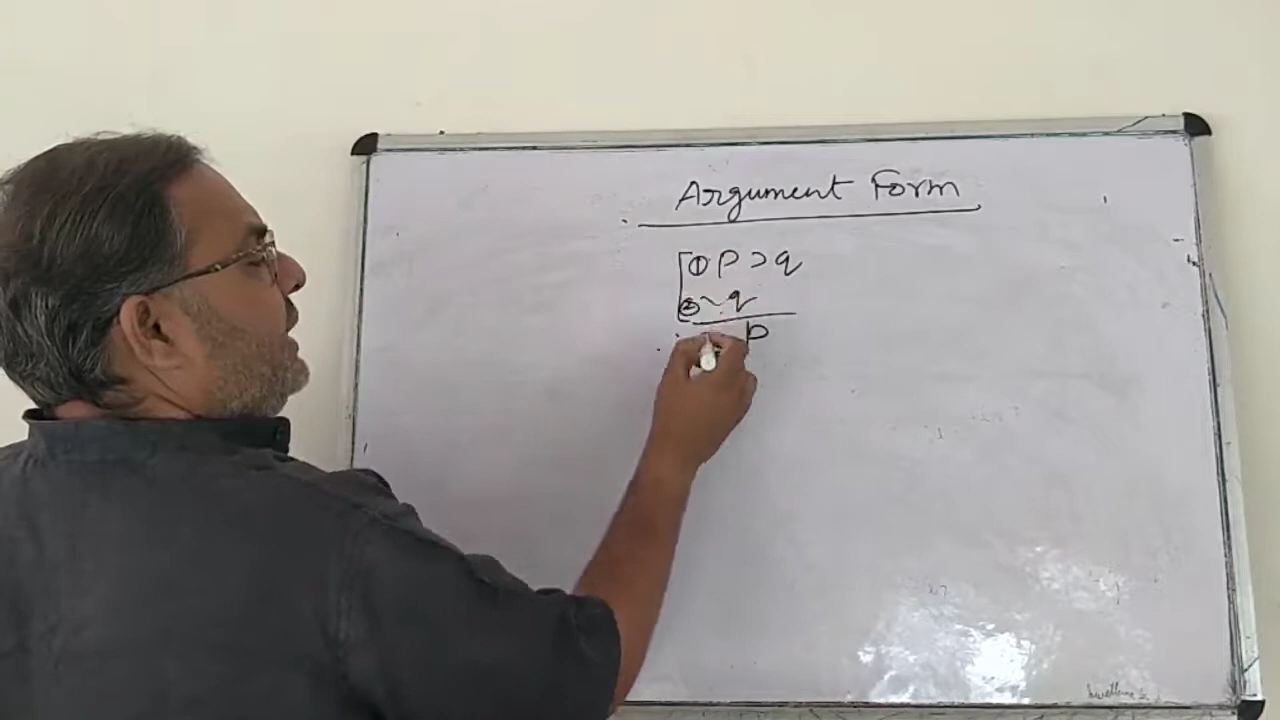 Argument Form
① p ⊃ q
② ~ q
p